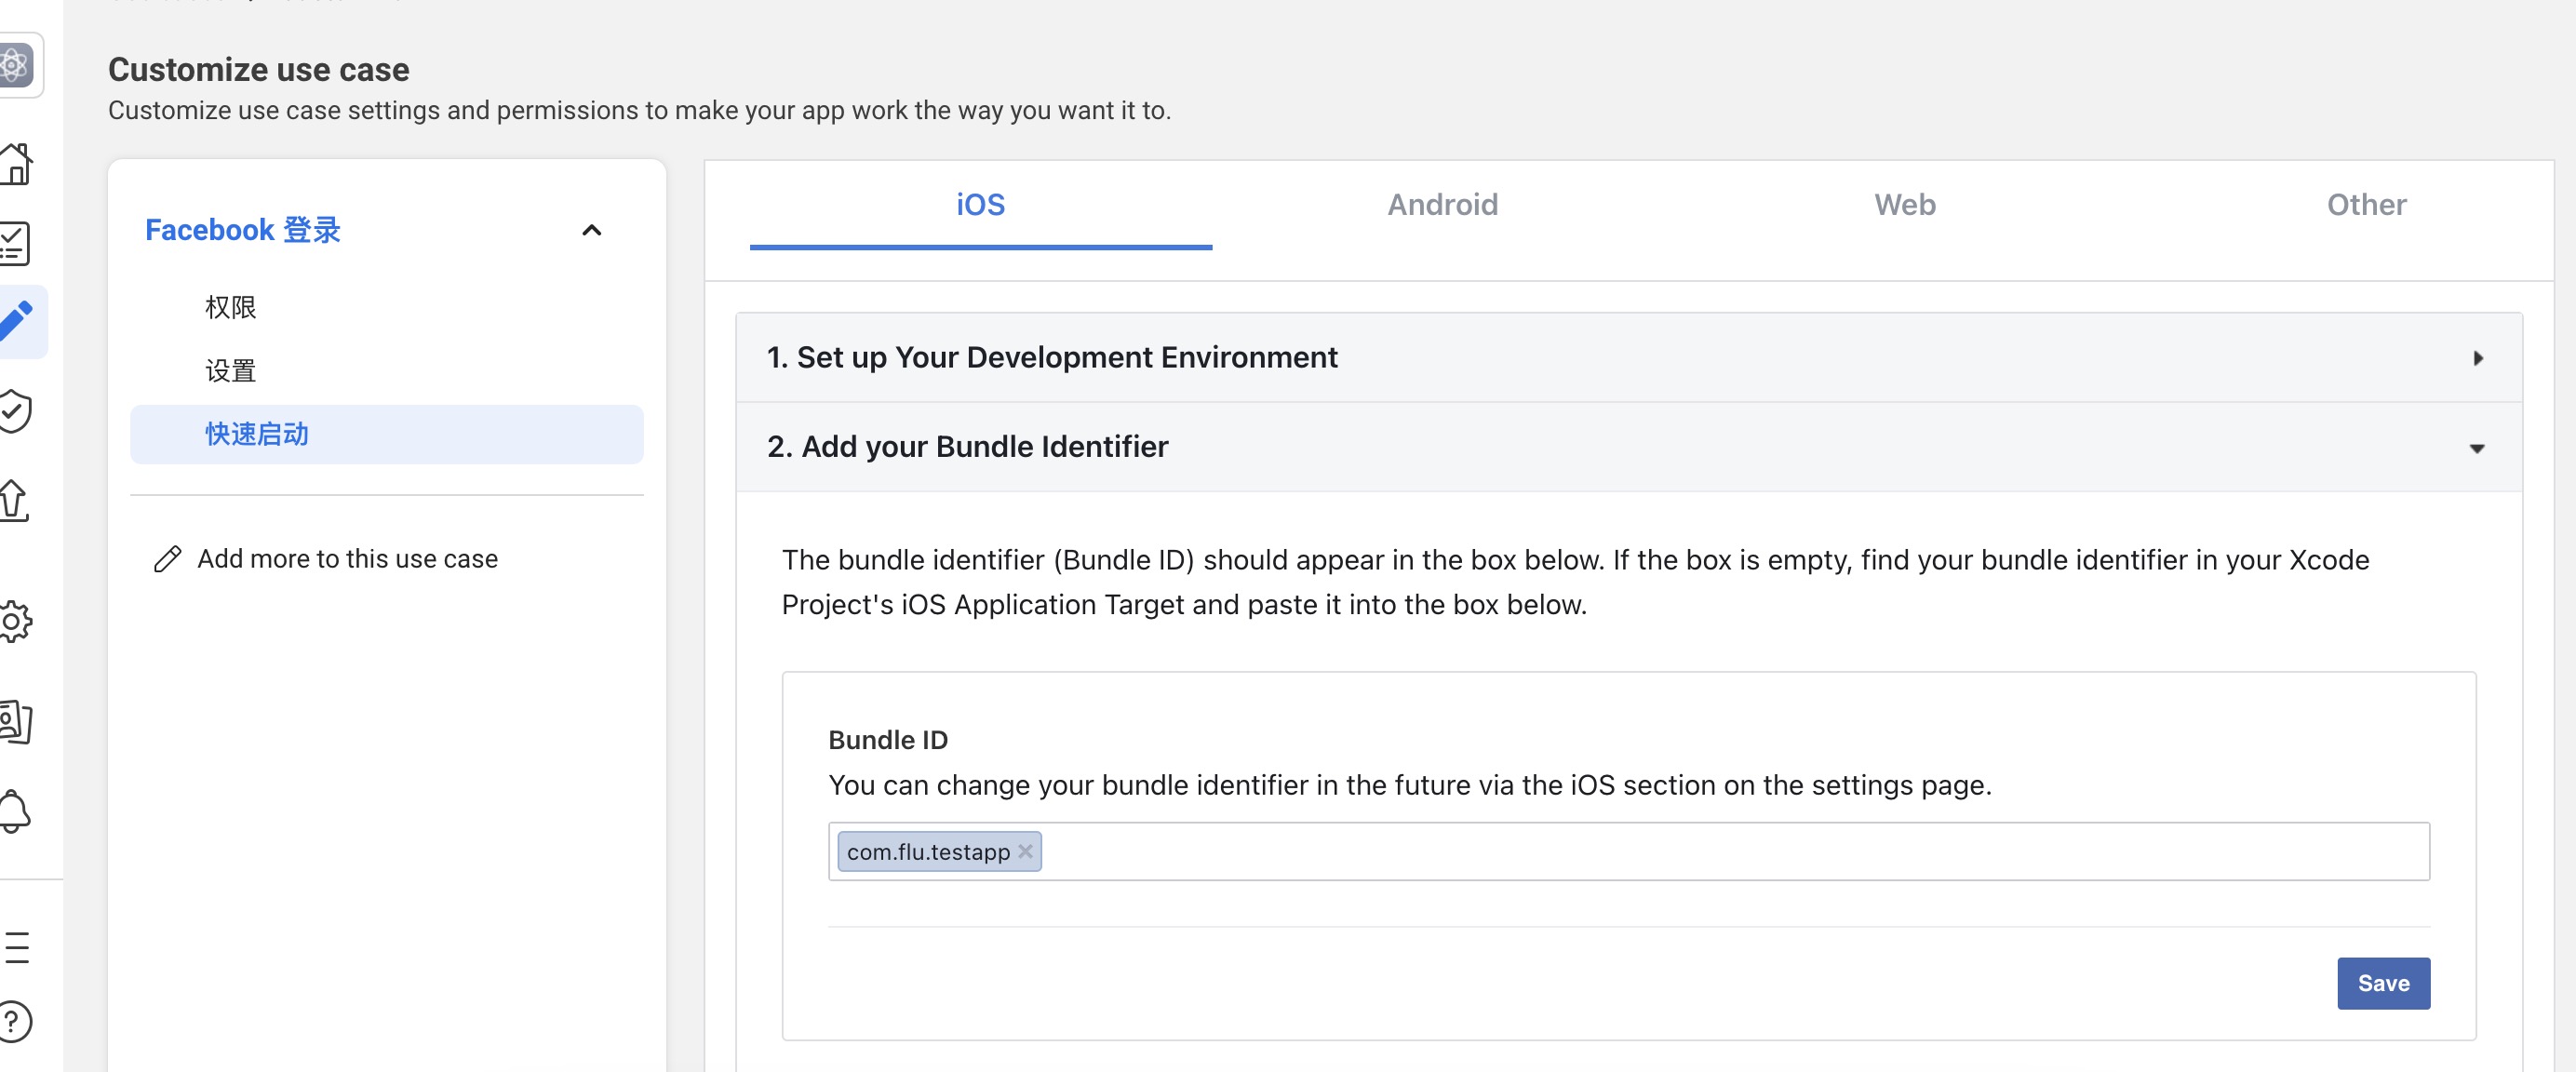 Customize use case
Customize use case settings and permissions to make your app work the way you want it to.
Facebook 登录
权限
设置
快速启动
Add more to this use case
iOS
Android
Web
Other
1. Set up Your Development Environment
2. Add your Bundle Identifier
The bundle identifier (Bundle ID) should appear in the box below. If the box is empty, find your bundle identifier in your Xcode
Project's iOS Application Target and paste it into the box below.
Bundle ID
You can change your bundle identifier in the future via the iOS section on the settings page.
com.flu.testapp
Save